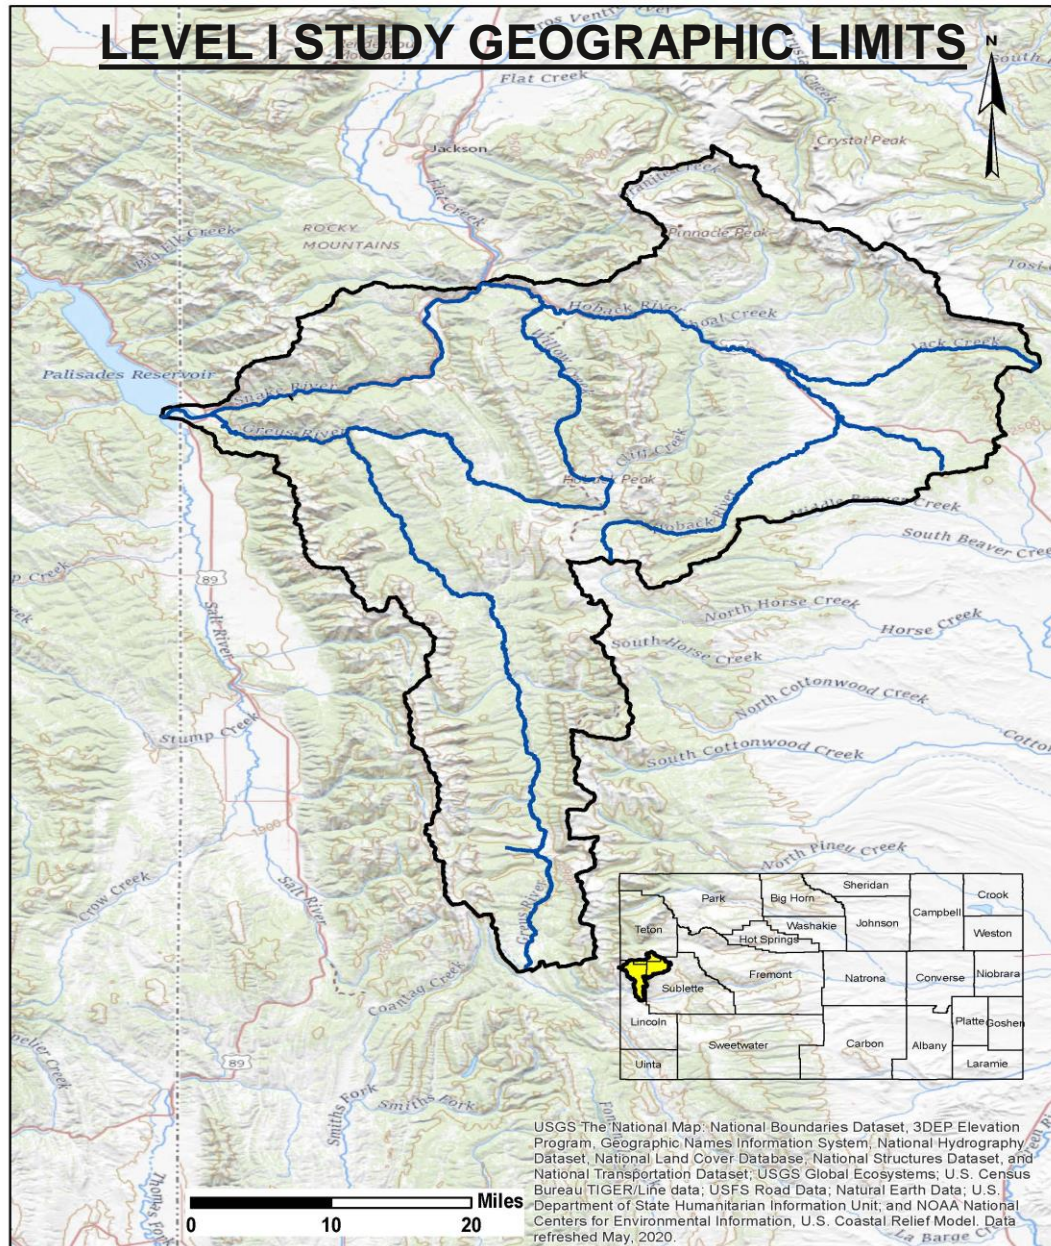 LEVEL I STUDY GEOGRAPHIC LIMITS
N
Flat Creek
Crystal Peak
Jackson
Flat Creek
ROCKY
MOUNTAINS
Pinnacle Peak
Big Elk Creek
Hoback River
Shoal Creek
Willow Creek
Jack Creek
Palisades Reservoir
Snake River
Greys River
Cliff Creek
Hoback Peak
Hoback River
Middle Beaver Creek
South Beaver Creek
89
Salt River
North Horse Creek
Horse Creek
South Horse Creek
North Cottonwood Creek
Stump Creek
South Cottonwood Creek
1900
North Piney Creek
Crow Creek
Salt River
Greys River
Coantag Creek
89
Smiths Fork
Smiths Fork
Thomas Fork
La Barge Creek
Park
Big Horn
Sheridan
Crook
Campbell
Teton
Washakie
Johnson
Weston
Hot Springs
Fremont
Natrona
Converse
Niobrara
Sublette
Lincoln
Platte
Goshen
Sweetwater
Carbon
Albany
Uinta
Laramie
Miles
0 10 20
USGS The National Map: National Boundaries Dataset, 3DEP Elevation
Program, Geographic Names Information System, National Hydrography
Dataset, National Land Cover Database, National Structures Dataset, and
National Transportation Dataset; USGS Global Ecosystems; U.S. Census
Bureau TIGER/Line data; USFS Road Data; Natural Earth Data; U.S.
Department of State Humanitarian Information Unit; and NOAA National
Centers for Environmental Information, U.S. Coastal Relief Model. Data
refreshed May, 2020.